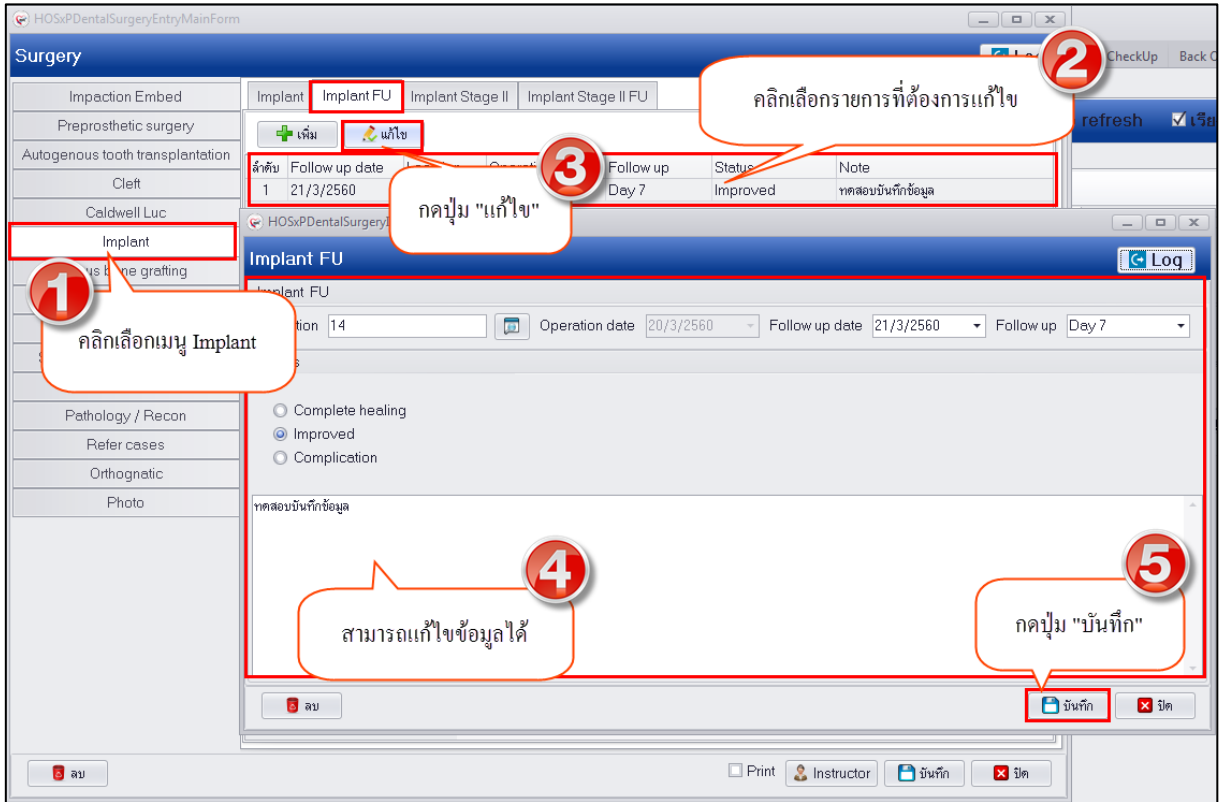 HOSxPDentalSurgeryEntryMainForm
Surgery
2
CheckUp Back
Impaction Embed
Preprosthetic surgery
Autogenous tooth transplantation
Cleft
Caldwell Luc
Implant
bone grafting
Pathology / Recon
Refer cases
Orthognatic
Photo
Implant Implant FU Implant Stage II Implant Stage II FU
คลิกเลือกรายการที่ต้องการแก้ไข
refresh
เพิ่ม แก้ไข
3
ลำดับ Follow up date Follow up Status Note
1 21/3/2560 Day 7 Improved ทดสอบบันทึกข้อมูล
กดปุ่ม "แก้ไข"
HOSxPDentalSurgery
Implant FU Log
1
คลิกเลือกเมนู Implant
Implant FU
14 Operation date 20/3/2560 Follow up date 21/3/2560 Follow up Day 7
Complete healing
Improved
Complication
ทดสอบบันทึกข้อมูล
4
สามารถแก้ไขข้อมูลได้
5
กดปุ่ม "บันทึก"
ลบ บันทึก ปิด
ลบ Print Instructor บันทึก ปิด